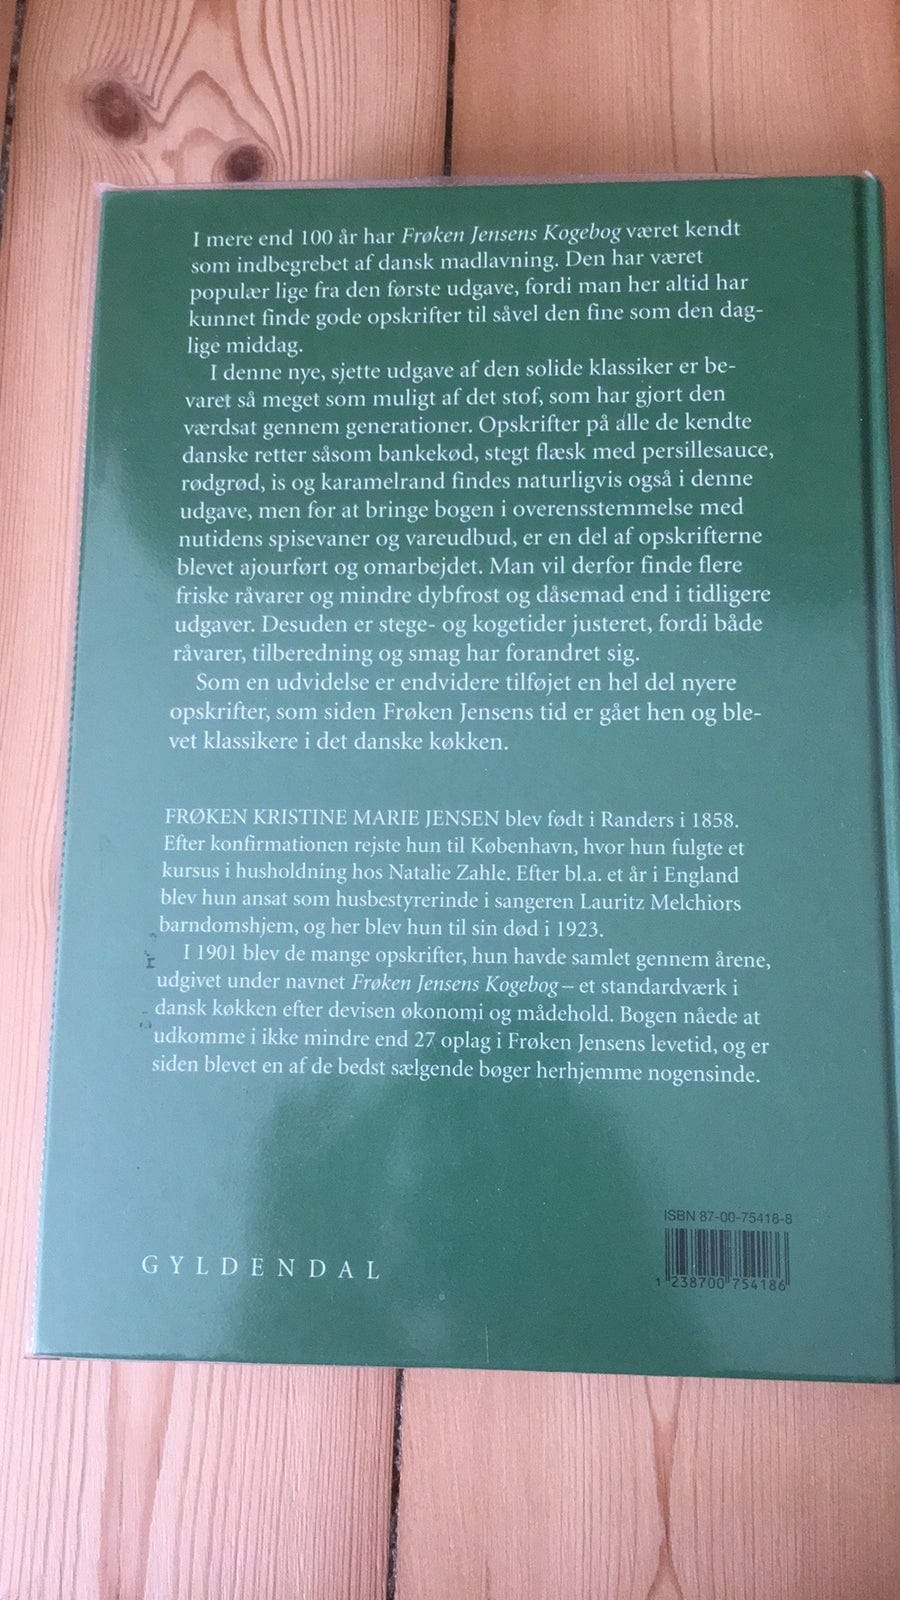 I mere end 100 år har Frøken Jensens Kogebog været kendt
som indbegrebet af dansk madlavning. Den har været
populær lige fra den første udgave, fordi man her altid har
kunnet finde gode opskrifter til såvel den fine som den dag-
lige middag.
I denne nye, sjette udgave af den solide klassiker er be-
varet så meget som muligt af det stof, som har gjort den
værdsat gennem generationer. Opskrifter på alle de kendte
danske retter såsom bankekød, stegt flæsk med persillesauce,
rødgrød, is og karamelrand findes naturligvis også i denne
udgave, men for at bringe bogen i overensstemmelse med
nutidens spisevaner og vareudbud, er en del af opskrifterne
blevet ajourført og omarbejdet. Man vil derfor finde flere
friske råvarer og mindre dybfrost og dåsemad end i tidligere
udgaver. Desuden er stege- og kogetider justeret, fordi både
råvarer, tilberedning og smag har forandret sig.
Som en udvidelse er endvidere tilføjet en hel del nyere
opskrifter, som siden Frøken Jensens tid er gået hen og ble-
vet klassikere i det danske køkken.
FRØKEN KRISTINE MARIE JENSEN blev født i Randers i 1858.
Efter konfirmationen rejste hun til København, hvor hun fulgte et
kursus i husholdning hos Natalie Zahle. Efter bl.a. et år i England
blev hun ansat som husbestyrerinde i sangeren Lauritz Melchiors
barndomshjem, og her blev hun til sin død i 1923.
I 1901 blev de mange opskrifter, hun havde samlet gennem årene,
udgivet under navnet Frøken Jensens Kogebog – et standardværk i
dansk køkken efter devisen økonomi og mådehold. Bogen nåede at
udkomme i ikke mindre end 27 oplag i Frøken Jensens levetid, og er
siden blevet en af de bedst sælgende bøger herhjemme nogensinde.
ISBN 87-00-75418-8
GYLDENDAL
1 238700 754186